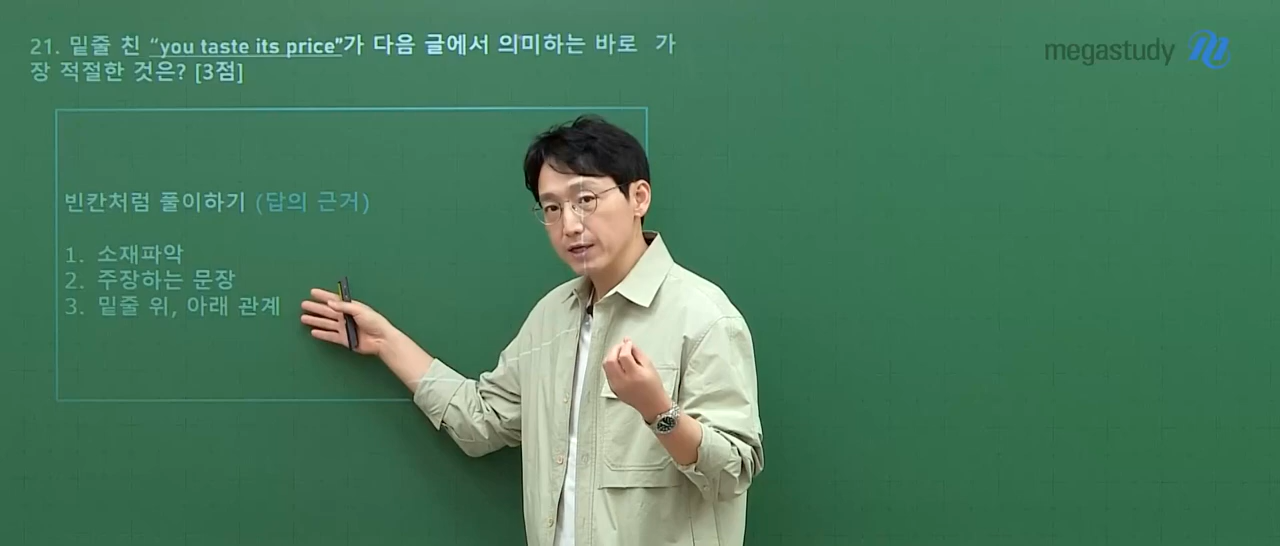 21. 밑줄 친 “you taste its price”가 다음 글에서 의미하는 바로 가
장 적절한 것은? [3점]
megastudy
빈칸처럼 풀이하기 (답의 근거)
1. 소재파악
2. 주장하는 문장
3. 밑줄 위, 아래 관계